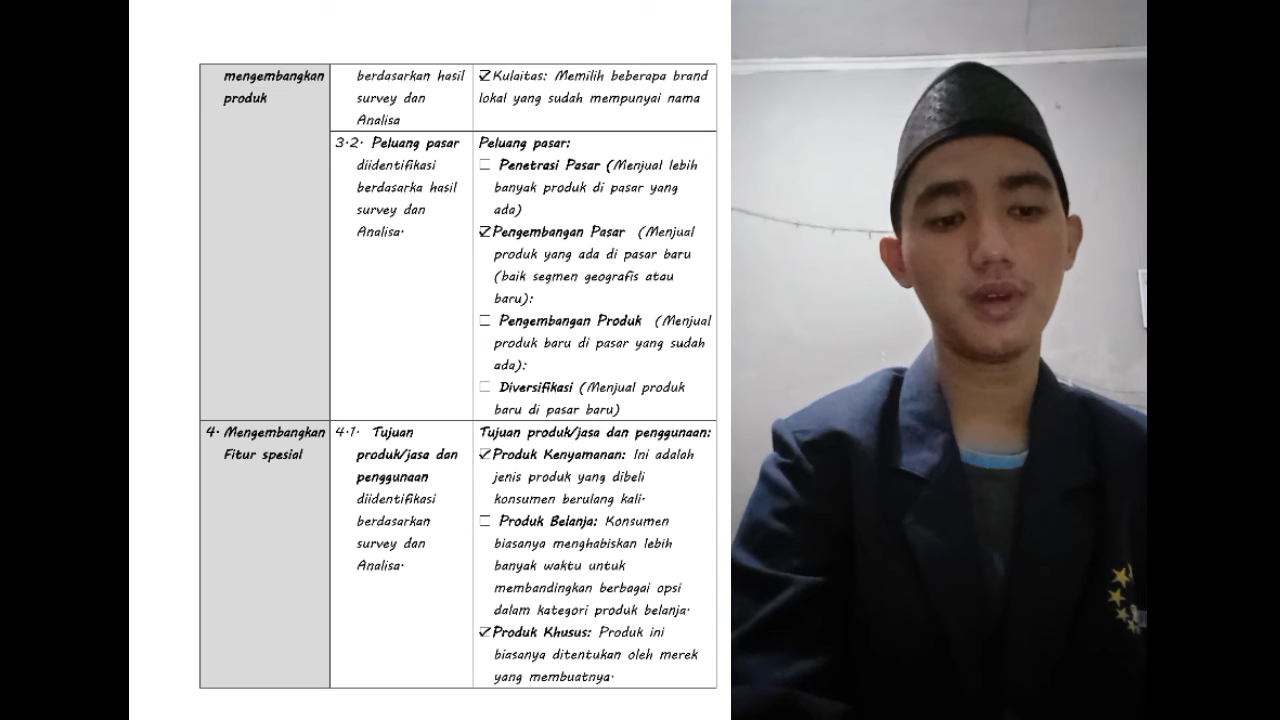 mengembangkan
produk
berdasarkan hasil
survey dan
Analisa
☑Kulaitas: Memilih beberapa brand
lokal yang sudah mempunyai nama
3.2. Peluang pasar
diidentifikasi
berdasarka hasil
survey dan
Analisa.
Peluang pasar:
☐ Penetrasi Pasar (Menjual lebih
banyak produk di pasar yang
ada)
☑Pengembangan Pasar (Menjual
produk yang ada di pasar baru
(baik segmen geografis atau
baru):
☐ Pengembangan Produk (Menjual
produk baru di pasar yang sudah
ada):
☐ Diversifikasi (Menjual produk
baru di pasar baru)
4. Mengembangkan
Fitur spesial
4.1. Tujuan
produk/jasa dan
penggunaan
diidentifikasi
berdasarkan
survey dan
Analisa.
Tujuan produk/jasa dan penggunaan:
☑Produk Kenyamanan: Ini adalah
jenis produk yang dibeli
konsumen berulang kali.
☐ Produk Belanja: Konsumen
biasanya menghabiskan lebih
banyak waktu untuk
membandingkan berbagai opsi
dalam kategori produk belanja.
☑Produk Khusus: Produk ini
biasanya ditentukan oleh merek
yang membuatnya.